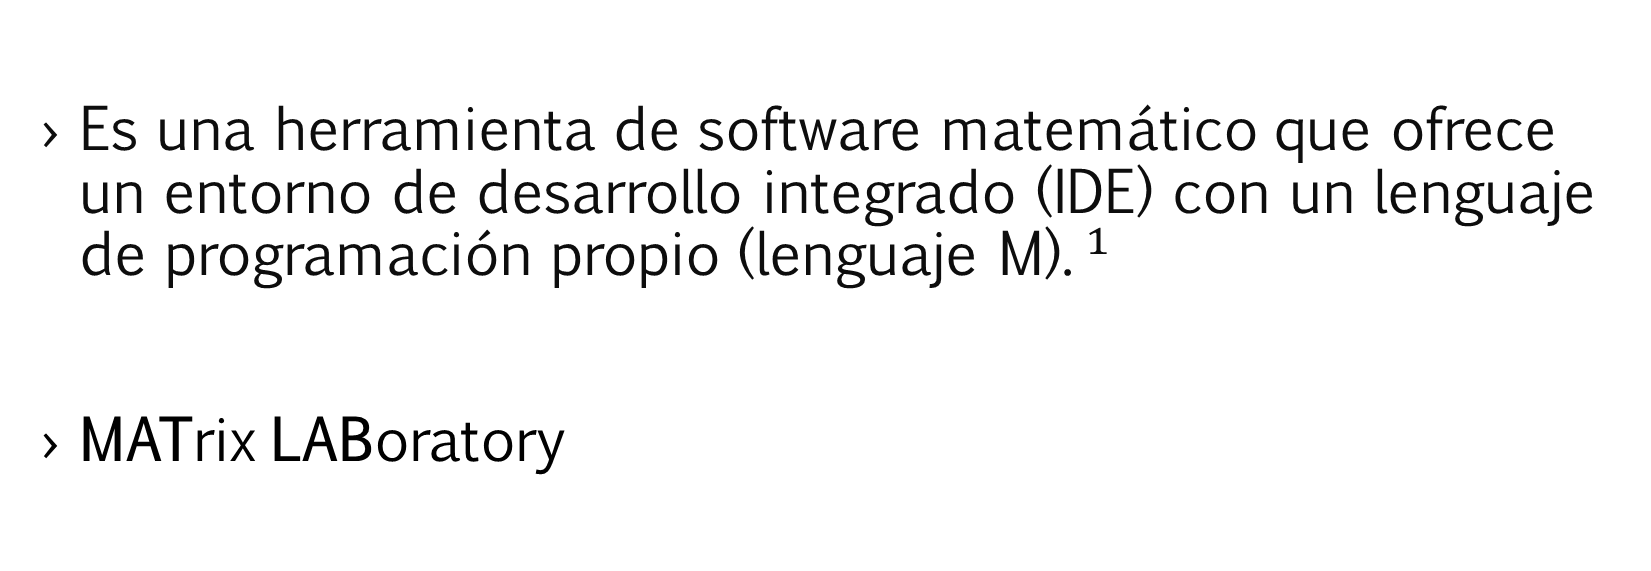 › Es una herramienta de software matemático que ofrece
un entorno de desarrollo integrado (IDE) con un lenguaje
de programación propio (lenguaje M). ¹
› MATrix LABoratory